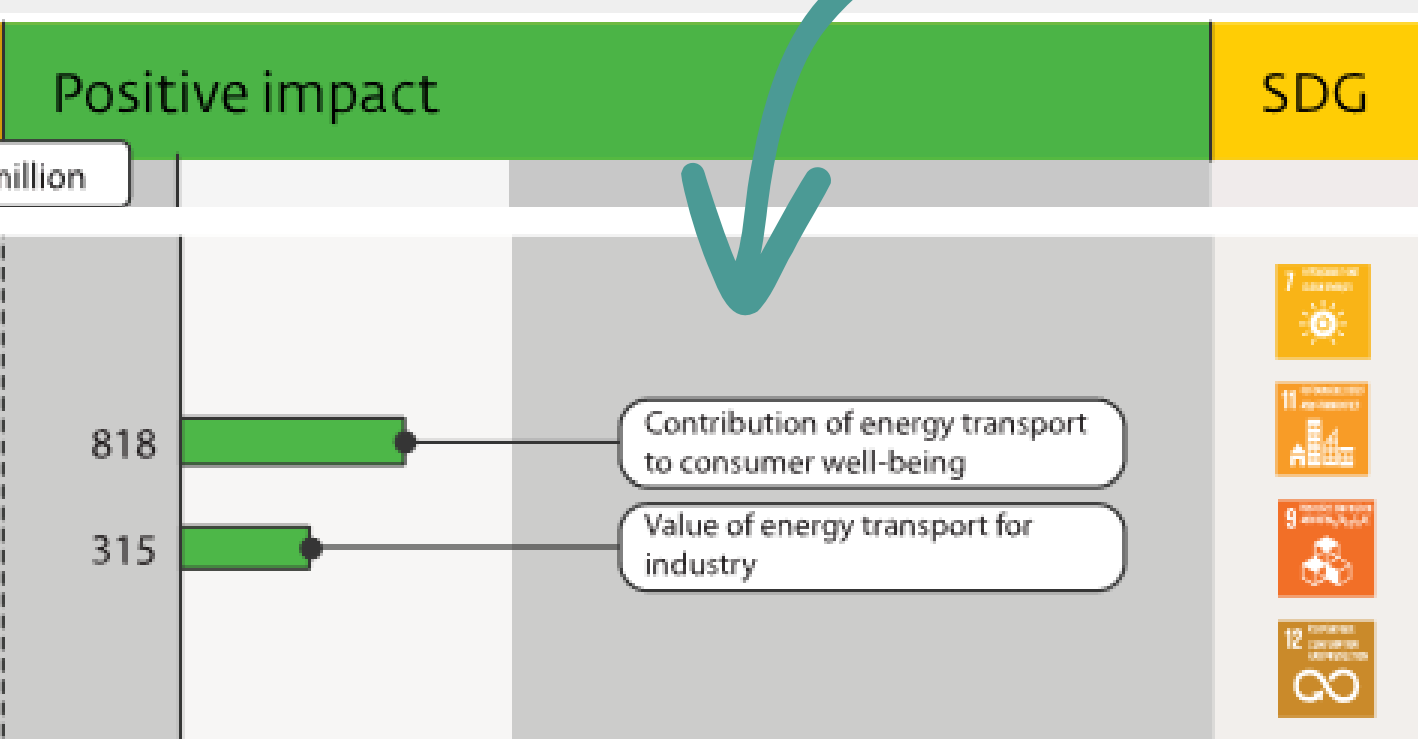 Positive impact
SDG
million
818
Contribution of energy transport
to consumer well-being
315
Value of energy transport for
industry
7
11
9
12